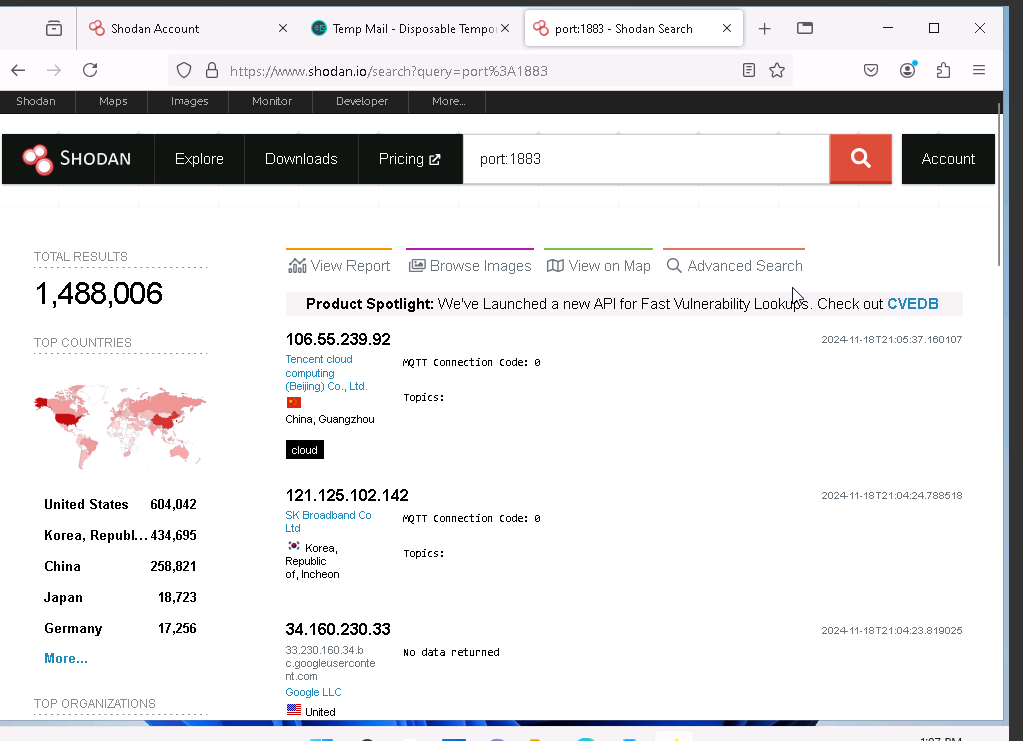 Shodan Account
Temp Mail - Disposable Tempo
port:1883 - Shodan Search
https://www.shodan.io/search?query=port%3A1883
Shodan Maps Images Monitor Developer More...
SHODAN Explore Downloads Pricing port:1883 Account
TOTAL RESULTS
1,488,006
TOP COUNTRIES
United States 604,042
Korea, Republ... 434,695
China 258,821
Japan 18,723
Germany 17,256
More...
TOP ORGANIZATIONS
View Report Browse Images View on Map Advanced Search
Product Spotlight: We've Launched a new API for Fast Vulnerability Lookups. Check out CVEDB
106.55.239.92
2024-11-18T21:05:37.160107
Tencent cloud
computing
(Beijing) Co., Ltd.
China, Guangzhou
cloud
MQTT Connection Code: 0
Topics:
121.125.102.142
2024-11-18T21:04:24.788518
SK Broadband Co
Ltd
Korea,
Republic
of, Incheon
MQTT Connection Code: 0
Topics:
34.160.230.33
2024-11-18T21:04:23.819025
33.230.160.34.b
c.googleuserconte
nt.com
Google LLC
United
No data returned